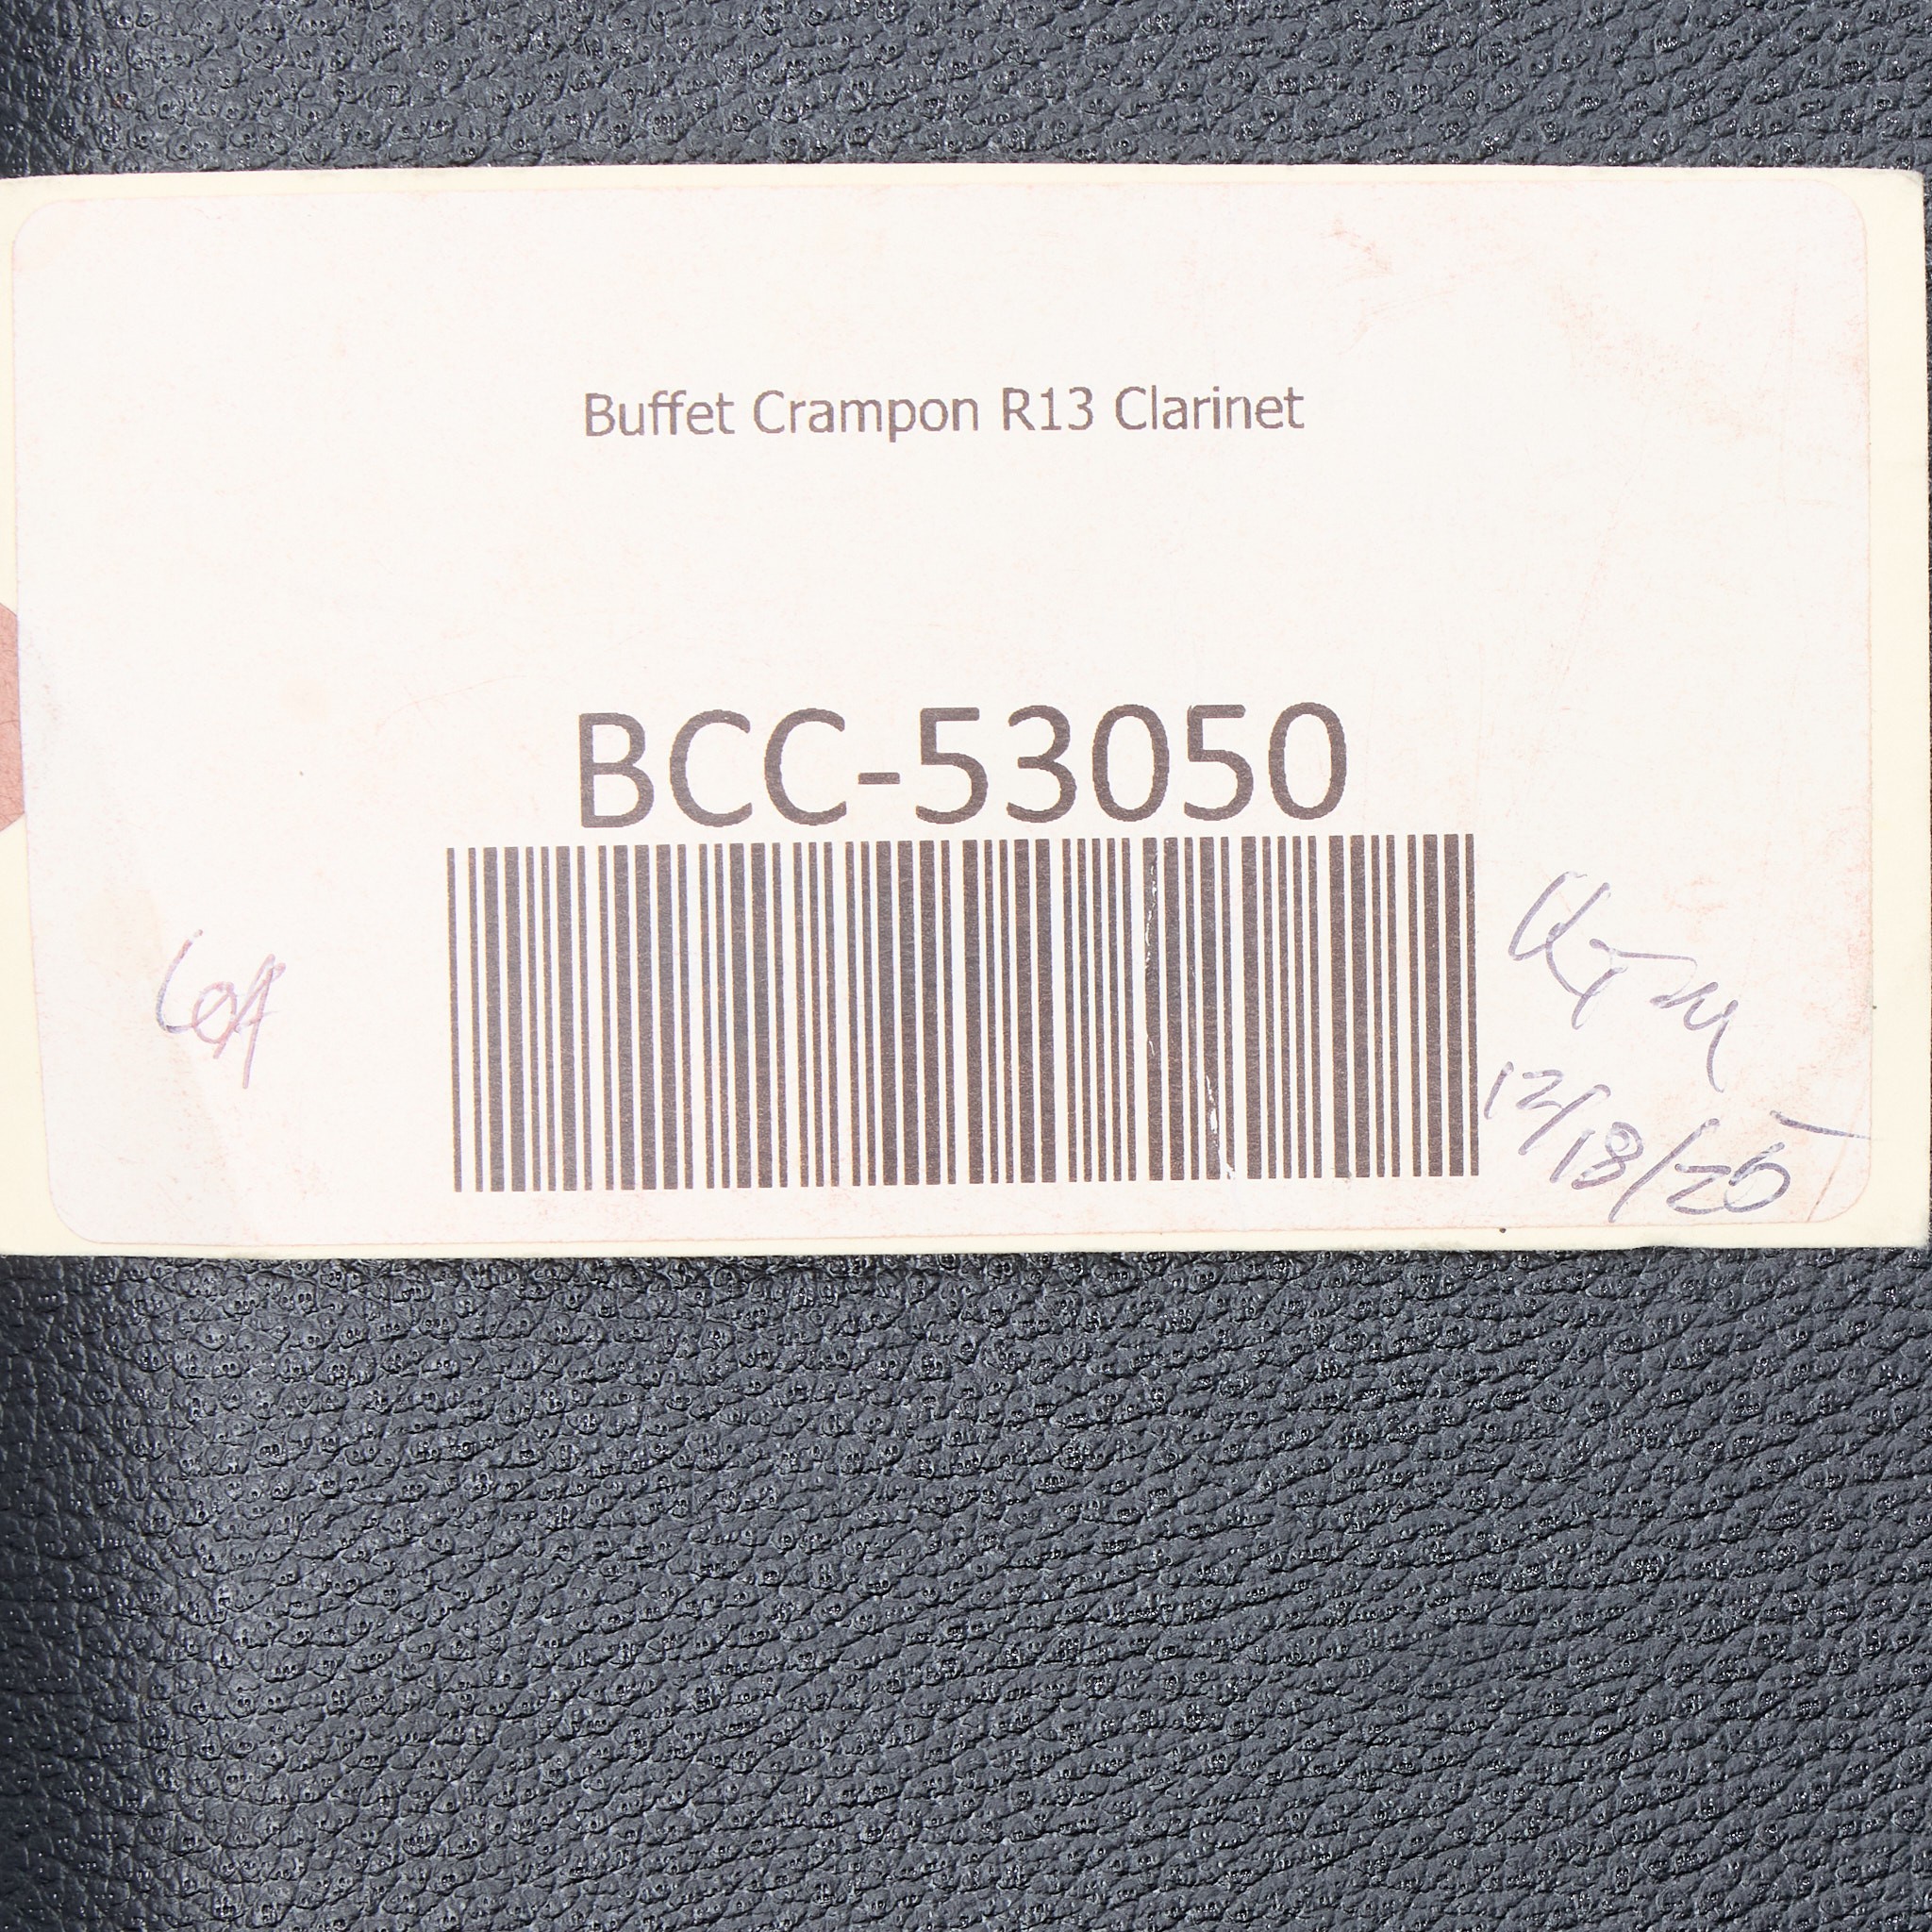 Buffet Crampon R13 Clarinet
BCC-53050
12/18/25